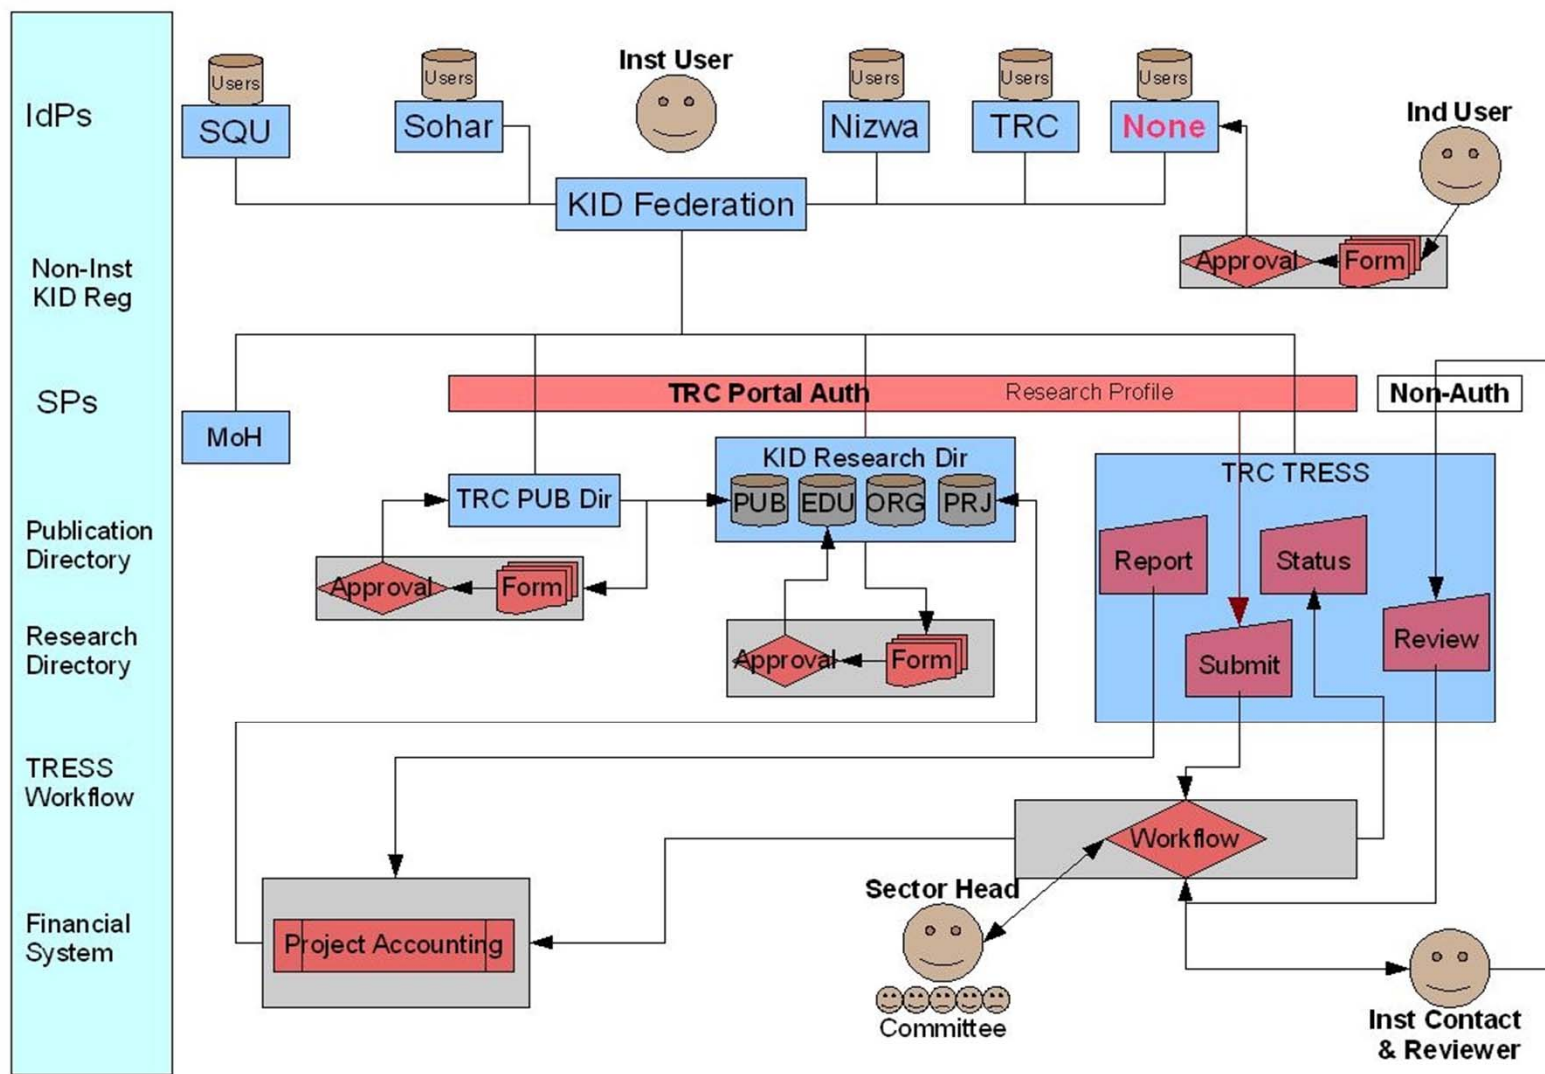 IdPs
Non-Inst
KID Reg
SPs
Publication
Directory
Research
Directory
TRESS
Workflow
Financial
System
Users
SQU
Users
Sohar
Inst User
Users
Nizwa
Users
TRC
Users
None
Ind User
KID Federation
Approval
Form
TRC Portal Auth
Research Profile
Non-Auth
MoH
TRC PUB Dir
KID Research Dir
PUB
EDU
ORG
PRJ
TRC TRESS
Approval
Form
Report
Status
Submit
Review
Approval
Form
Workflow
Project Accounting
Sector Head
Committee
Inst Contact
& Reviewer